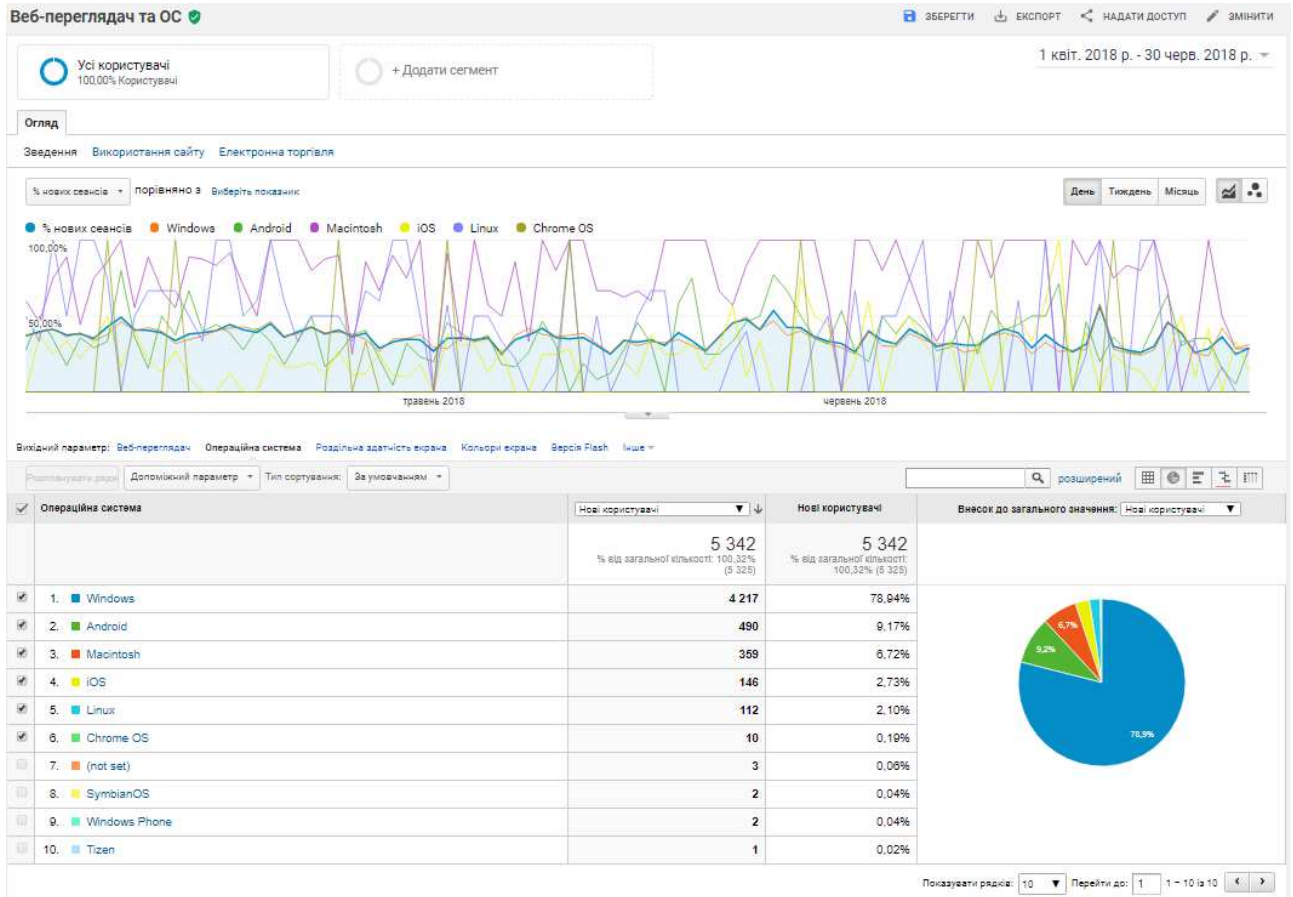 Веб-переглядач та ОС
ЗБЕРЕГТИ ЕКСПОРТ НАДАТИ ДОСТУП ЗМІНИТИ
Усі користувачі
100,00% Користувачі
+ Додати сегмент
1 квіт. 2018 р. - 30 черв. 2018 р.
Огляд
Зведення Використання сайту Електронна торгівля
% нових сеансів порівняно з Виберіть показник
День Тиждень Місяць
% нових сеансів Windows Android Macintosh iOS Linux Chrome OS
100,00%
50,00%
травень 2018 червень 2018
Вихідний параметр: Веб-переглядач Операційна система Роздільна здатність екрана Кольори екрана Версія Flash Інше
Розпланувати рядки Допоміжний параметр Тип сортування: За умовчанням розширений
Операційна система Нові користувачі Нові користувачі Внесок до загального значення: Нові користувачі
5 342 5 342
% від загальної кількості: 100,32% (5 325) % від загальної кількості: 100,32% (5 325)
1. Windows 4 217 78,94%
2. Android 490 9,17%
3. Macintosh 359 6,72%
4. iOS 146 2,73%
5. Linux 112 2,10%
6. Chrome OS 10 0,19%
7. (not set) 3 0,06%
8. SymbianOS 2 0,04%
9. Windows Phone 2 0,04%
10. Tizen 1 0,02%
6,7%
9,2%
78,9%
Показувати рядків: 10 Перейти до: 1 1 – 10 із 10